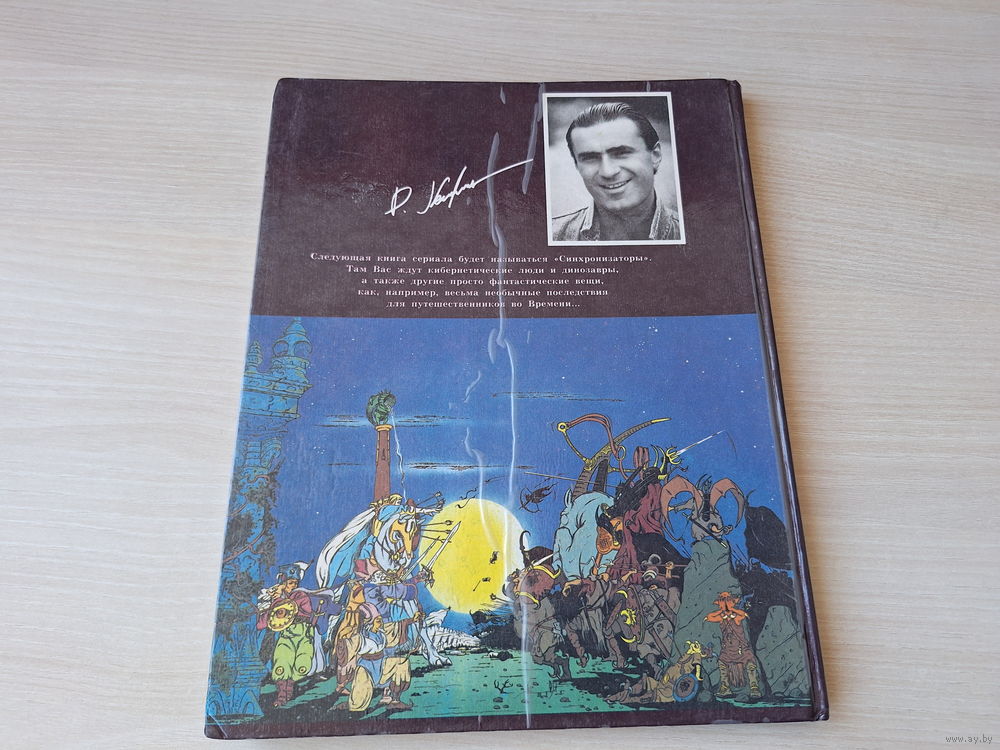 Следующая книга сериала будет называться «Синхронизаторы».
Там Вас ждут кибернетические люди и динозавры,
а также другие просто фантастические вещи,
как, например, весьма необычные последствия
для путешественников во Времени...
www.ay.by